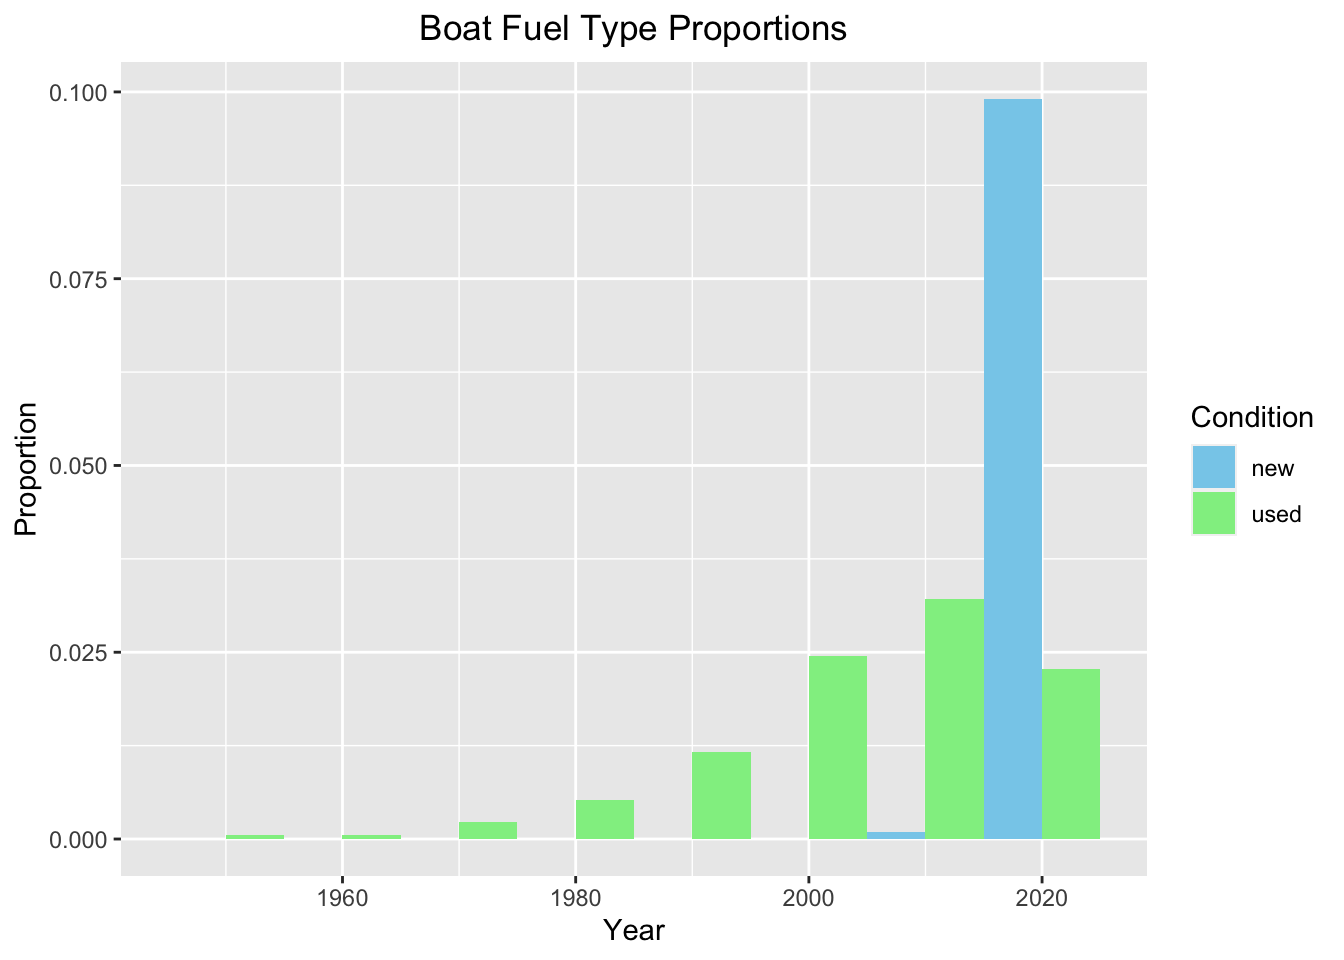 Boat Fuel Type Proportions
0.100
0.075
0.050
0.025
0.000
Proportion
1960 1980 2000 2020
Year
Condition
new
used